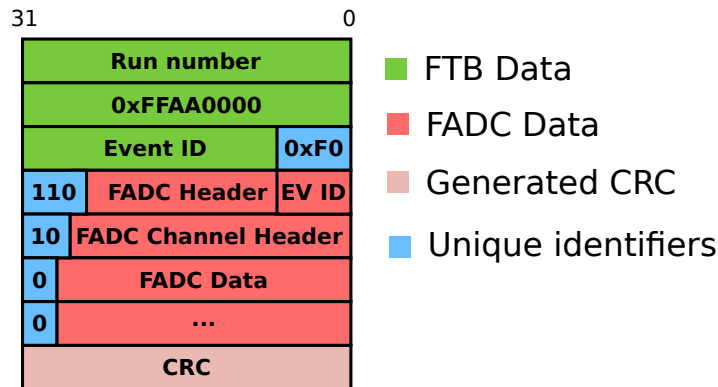 31 0
Run number
0xFFAA0000
Event ID 0xF0
110 FADC Header EV ID
10 FADC Channel Header
0 FADC Data
0 ...
CRC
FTB Data
FADC Data
Generated CRC
Unique identifiers